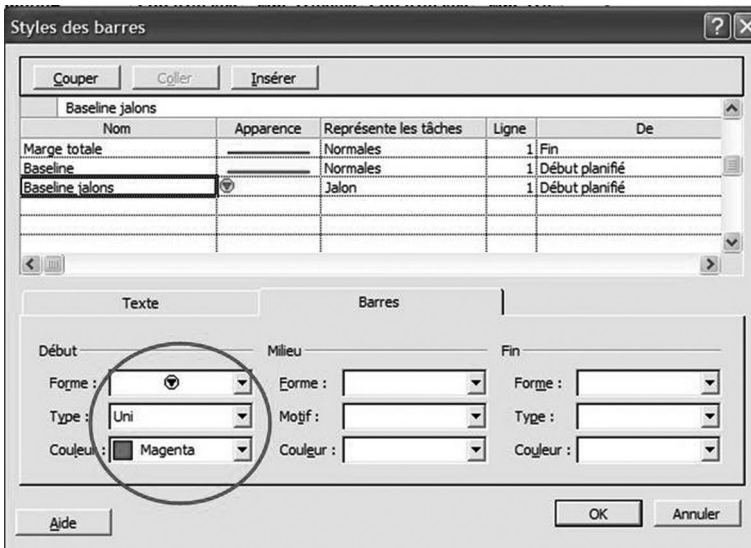 Styles des barres
Couper Coller Insérer
Baseline jalons
Nom Apparence Représente les tâches Ligne De
Marge totale Normales 1 Fin
Baseline Normales 1 Début planifié
Baseline jalons Jalon 1 Début planifié
Texte Barres
Début Milieu Fin
Forme : Forme : Forme :
Type : Uni Motif : Type :
Couleur : Magenta Couleur : Couleur :
Aide OK Annuler